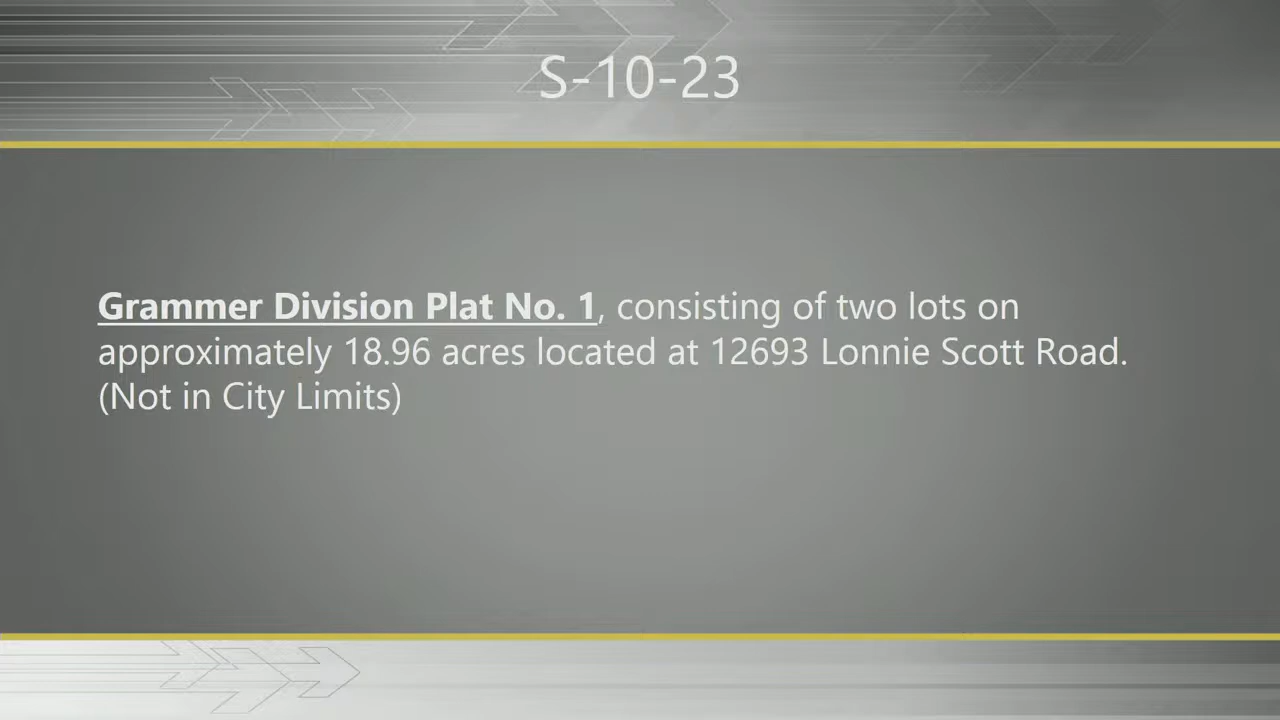 S-10-23
Grammer Division Plat No. 1, consisting of two lots on
approximately 18.96 acres located at 12693 Lonnie Scott Road.
(Not in City Limits)